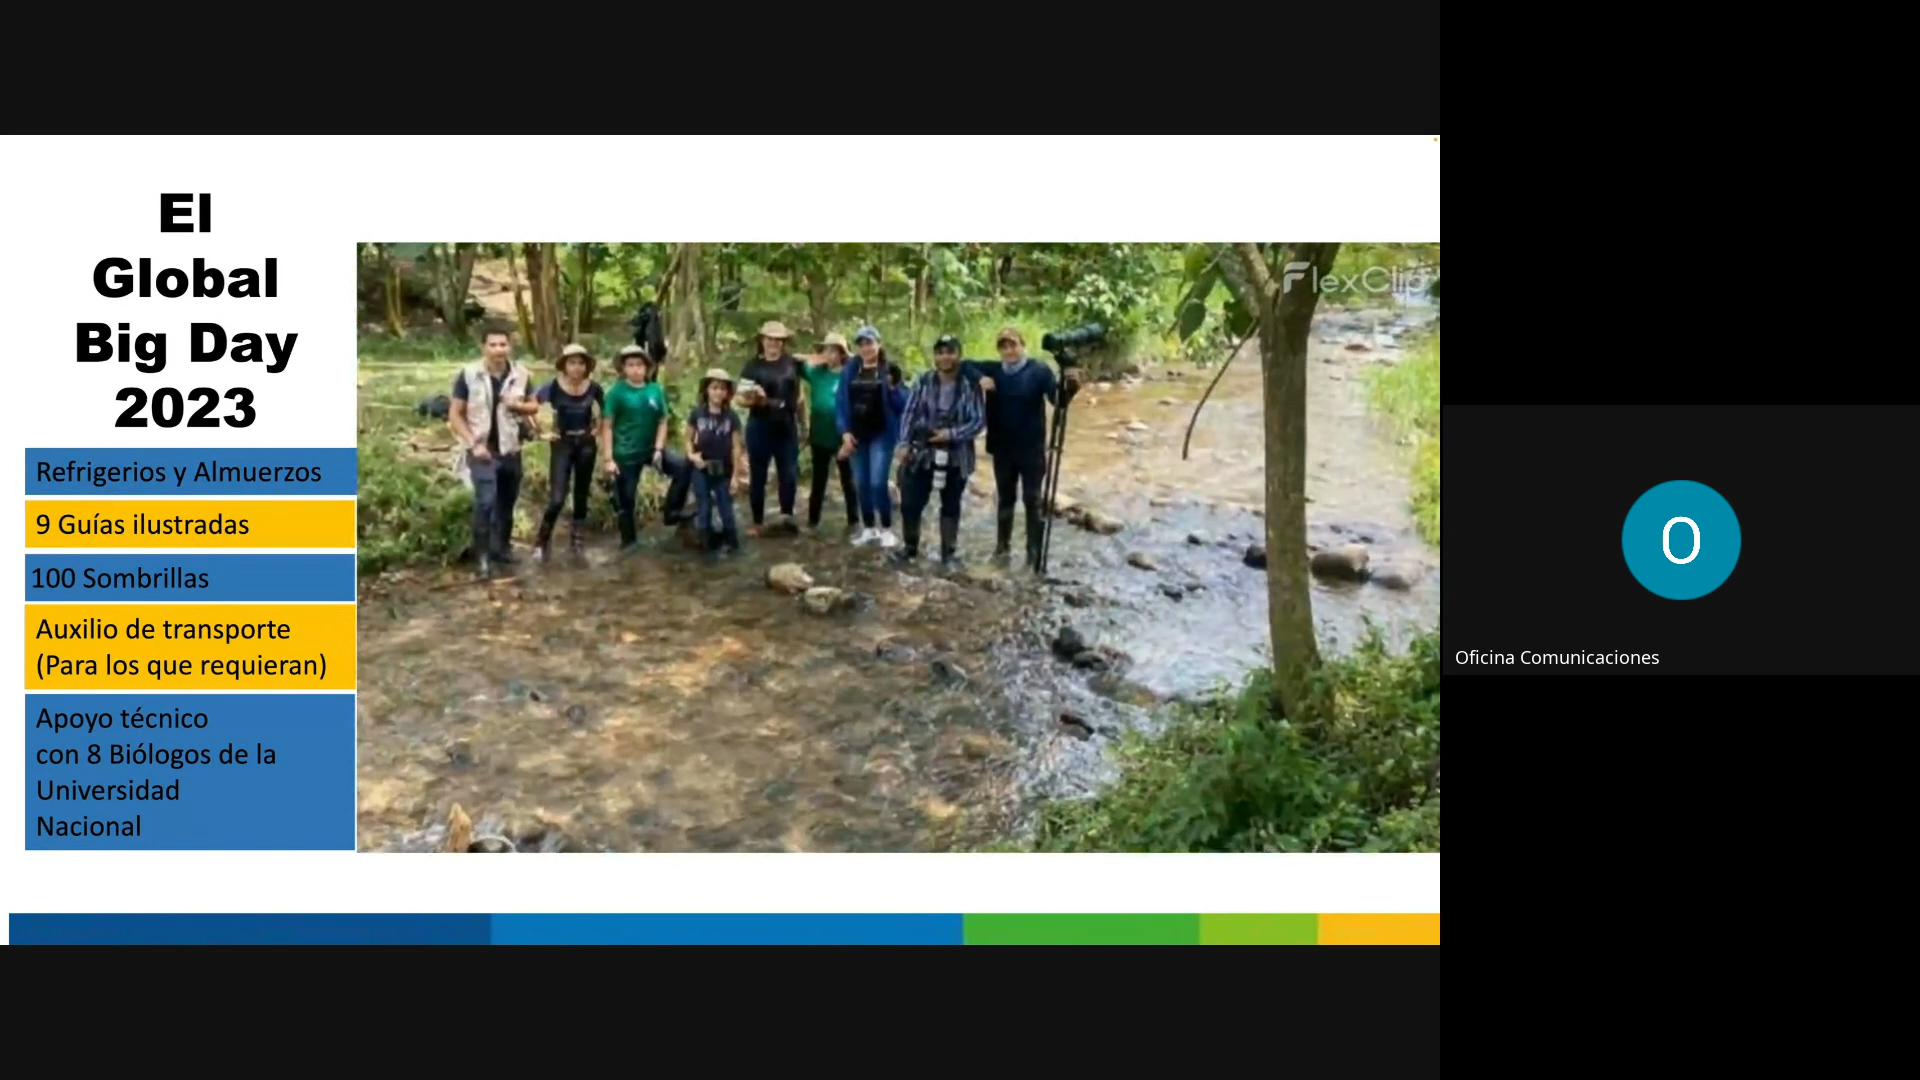 El
Global
Big Day
2023
Refrigerios y Almuerzos
9 Guías ilustradas
100 Sombrillas
Auxilio de transporte
(Para los que requieran)
Apoyo técnico
con 8 Biólogos de la
Universidad
Nacional
FlexClip
O
Oficina Comunicaciones